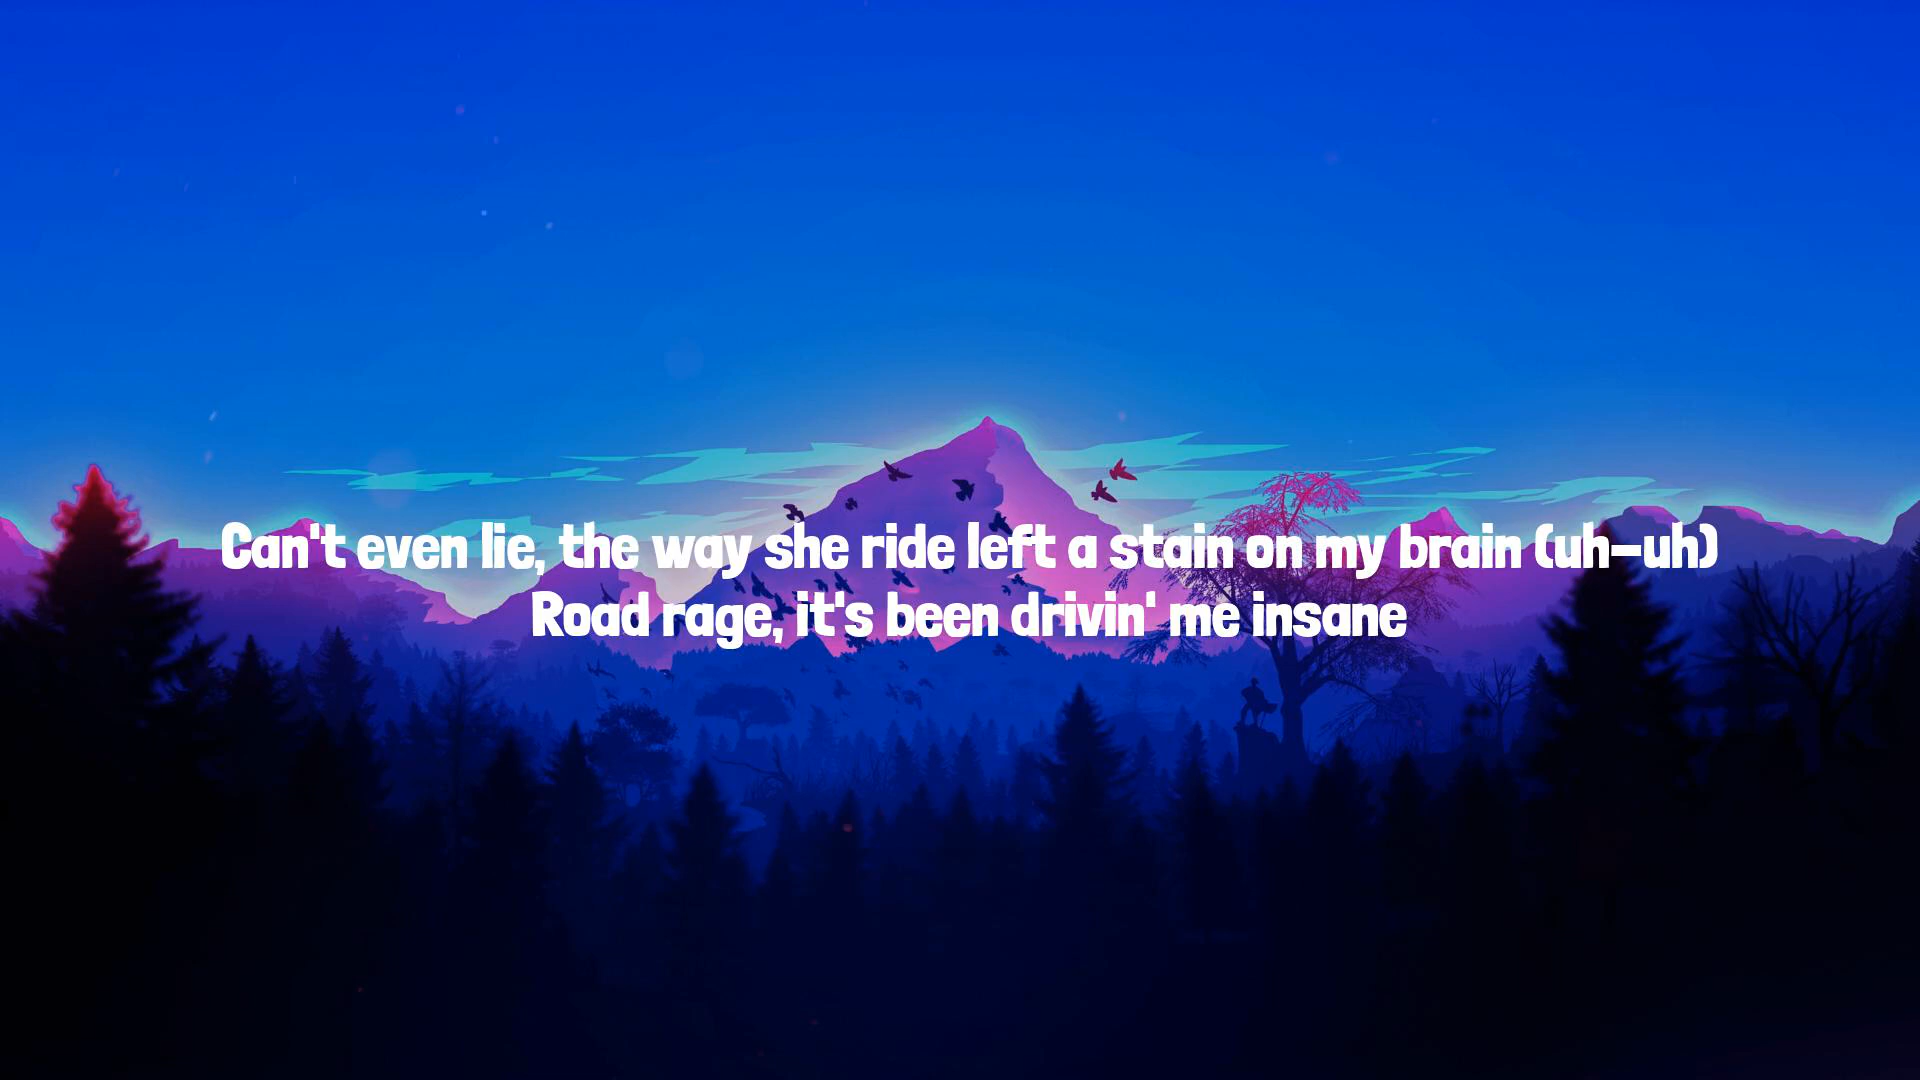 Can't even lie, the way she ride left a stain on my brain (uh-uh)
Road rage, it's been drivin' me insane